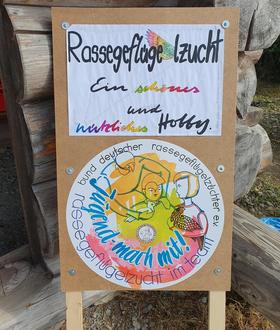 Rassegeflügelzucht
Ein schönes
und
nützliches Hobby.
bund deutscher rassegeflügelzüchter e.v.
Jugend mach mit!
rassegeflügelzucht im team